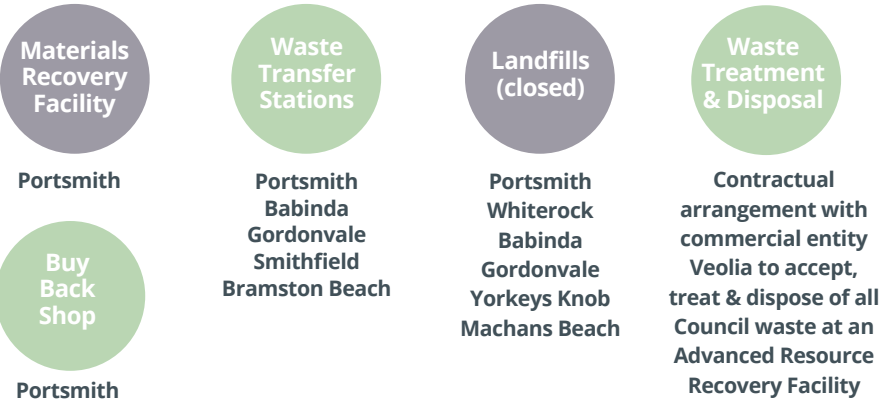 Materials
Recovery
Facility
Portsmith
Buy
Back
Shop
Portsmith
Waste
Transfer
Stations
Portsmith
Babinda
Gordonvale
Smithfield
Bramston Beach
Landfills
(closed)
Portsmith
Whiterock
Babinda
Gordonvale
Yorkeys Knob
Machans Beach
Waste
Treatment
& Disposal
Contractual
arrangement with
commercial entity
Veolia to accept,
treat & dispose of all
Council waste at an
Advanced Resource
Recovery Facility